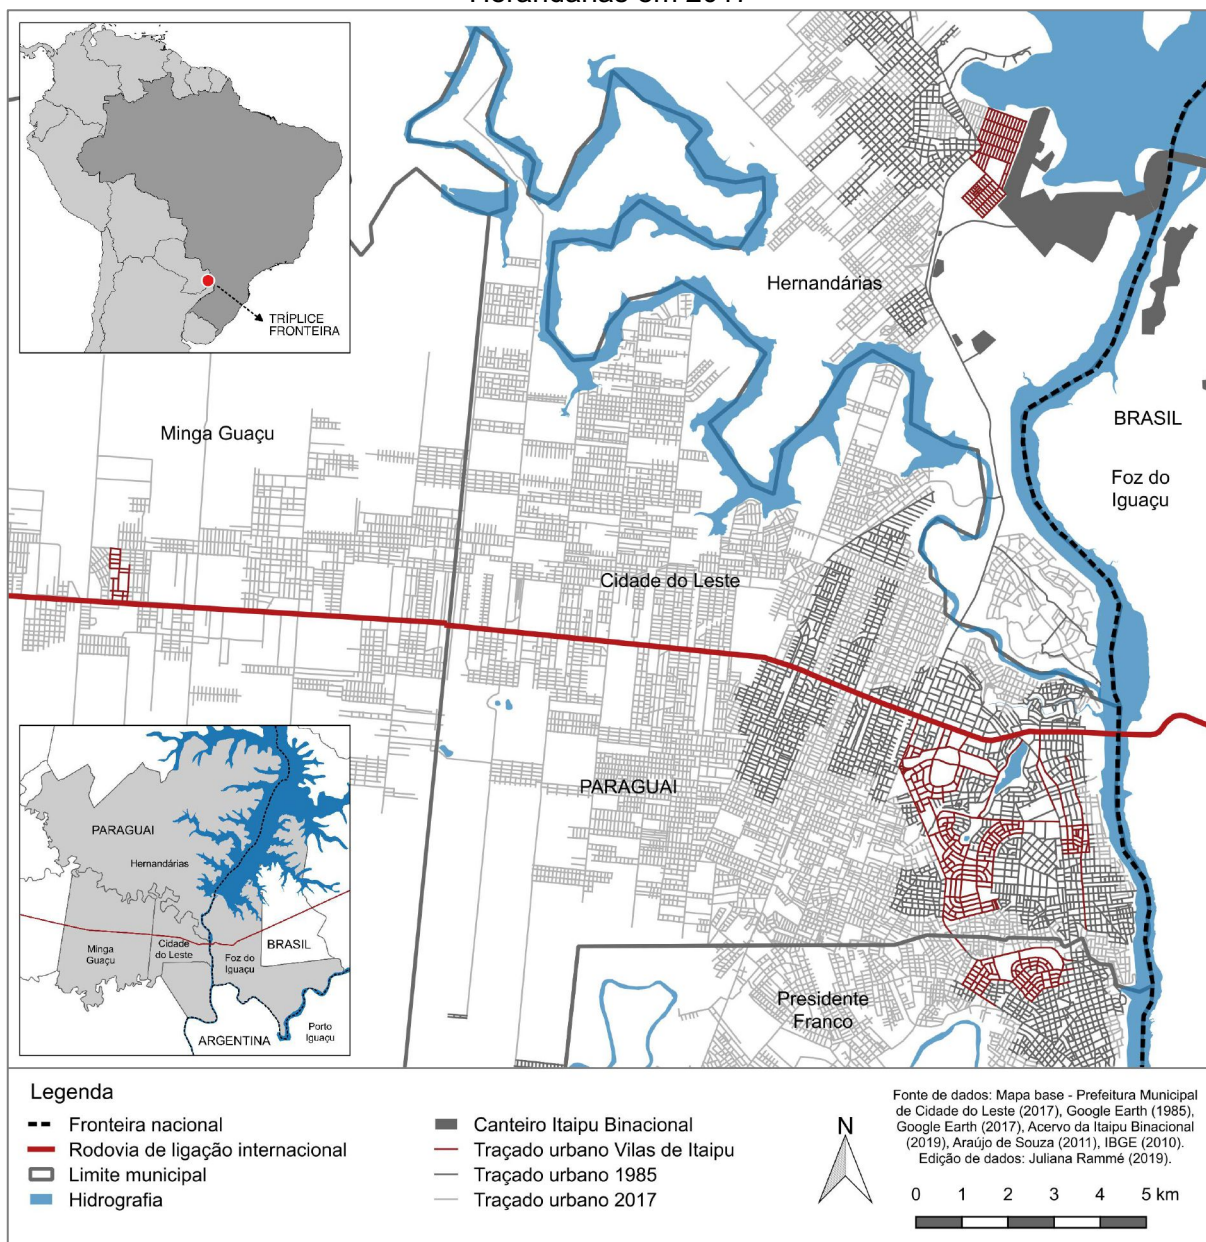 TRÍPLICE
FRONTEIRA
Hernandárias
Minga Guaçu
BRASIL
Foz do
Iguaçu
Cidade do Leste
PARAGUAI
Presidente
Franco
PARAGUAI
Hernandárias
Minga
Guaçu
Cidade
do Leste
Foz do
Iguaçu
BRASIL
ARGENTINA
Porto
Iguaçu
Legenda
Fronteira nacional
Rodovia de ligação internacional
Limite municipal
Hidrografia
Canteiro Itaipu Binacional
Traçado urbano Vilas de Itaipu
Traçado urbano 1985
Traçado urbano 2017
N
Fonte de dados: Mapa base - Prefeitura Municipal
de Cidade do Leste (2017), Google Earth (1985),
Google Earth (2017), Acervo da Itaipu Binacional
(2019), Araújo de Souza (2011), IBGE (2010).
Edição de dados: Juliana Rammé (2019).
0 1 2 3 4 5 km